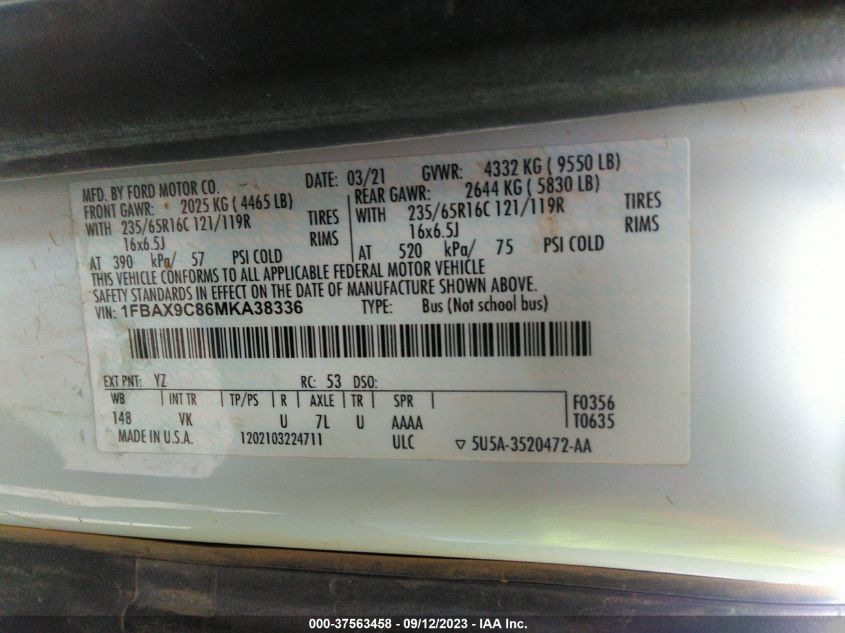 MFD. BY FORD MOTOR CO. DATE: 03/21 GVWR: 4332 KG ( 9550 LB)
FRONT GAWR: 2025 KG ( 4465 LB) REAR GAWR: 2644 KG ( 5830 LB)
WITH 235/65R16C 121/119R TIRES WITH 235/65R16C 121/119R TIRES
16x6.5J RIMS 16x6.5J RIMS
AT 390 kPa/ 57 PSI COLD AT 520 kPa/ 75 PSI COLD
THIS VEHICLE CONFORMS TO ALL APPLICABLE FEDERAL MOTOR VEHICLE
SAFETY STANDARDS IN EFFECT ON THE DATE OF MANUFACTURE SHOWN ABOVE.
VIN: 1FBAX9C86MKA38336 TYPE: Bus (Not school bus)
EXT PNT: YZ RC: 53 DSO:
WB INT TR TP/PS R AXLE TR SPR F0356
148 VK U 7L U AAAA T0635
MADE IN U.S.A. 1202103224711 ULC ▽ 5U5A-3520472-AA
000-37563458 - 09/12/2023 - IAA Inc.